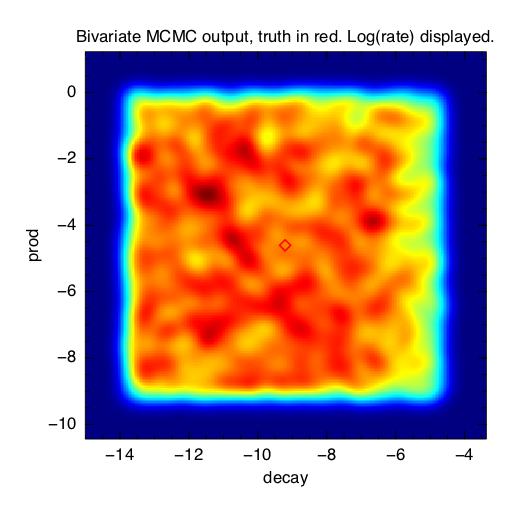 Bivariate MCMC output, truth in red. Log(rate) displayed.
0
−2
−4
−6
−8
−10
prod
−14 −12 −10 −8 −6 −4
decay